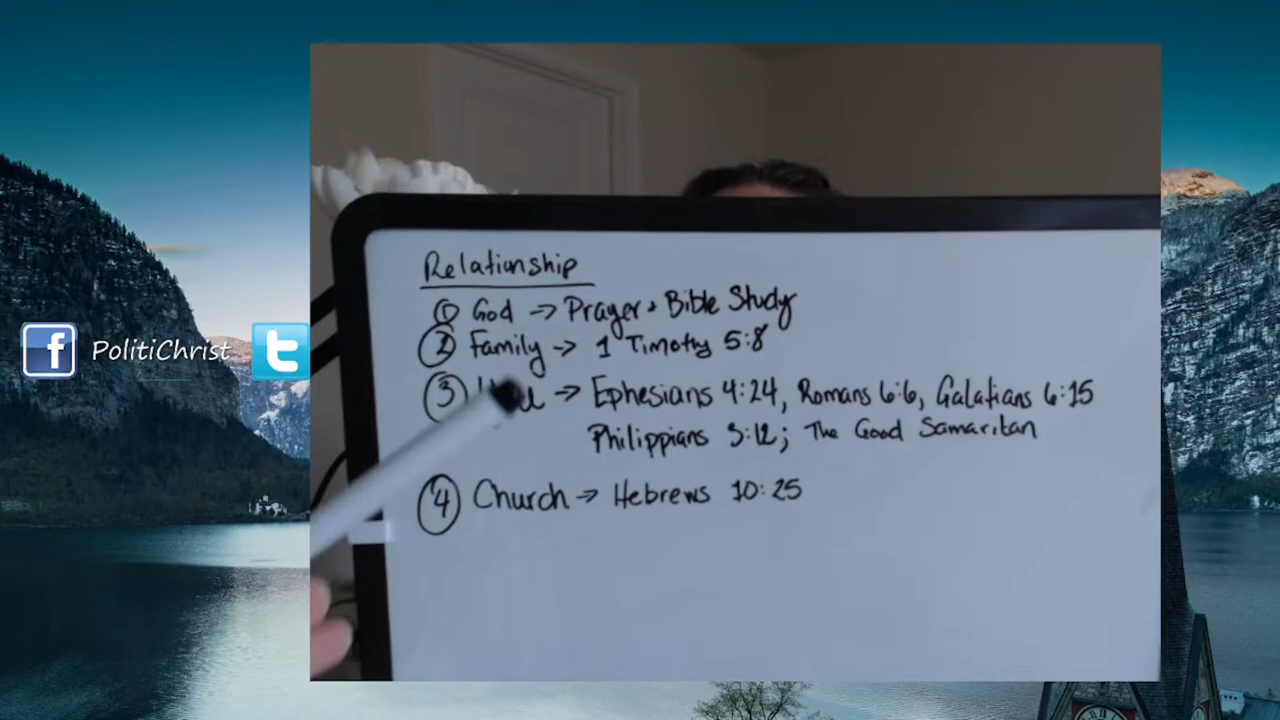 PolitiChrist
Relationship
① God -> Prayer & Bible Study
② Family -> 1 Timothy 5:8
③ -> Ephesians 4:24, Romans 6:6, Galatians 6:15
Philippians 3:12; The Good Samaritan
④ Church -> Hebrews 10:25